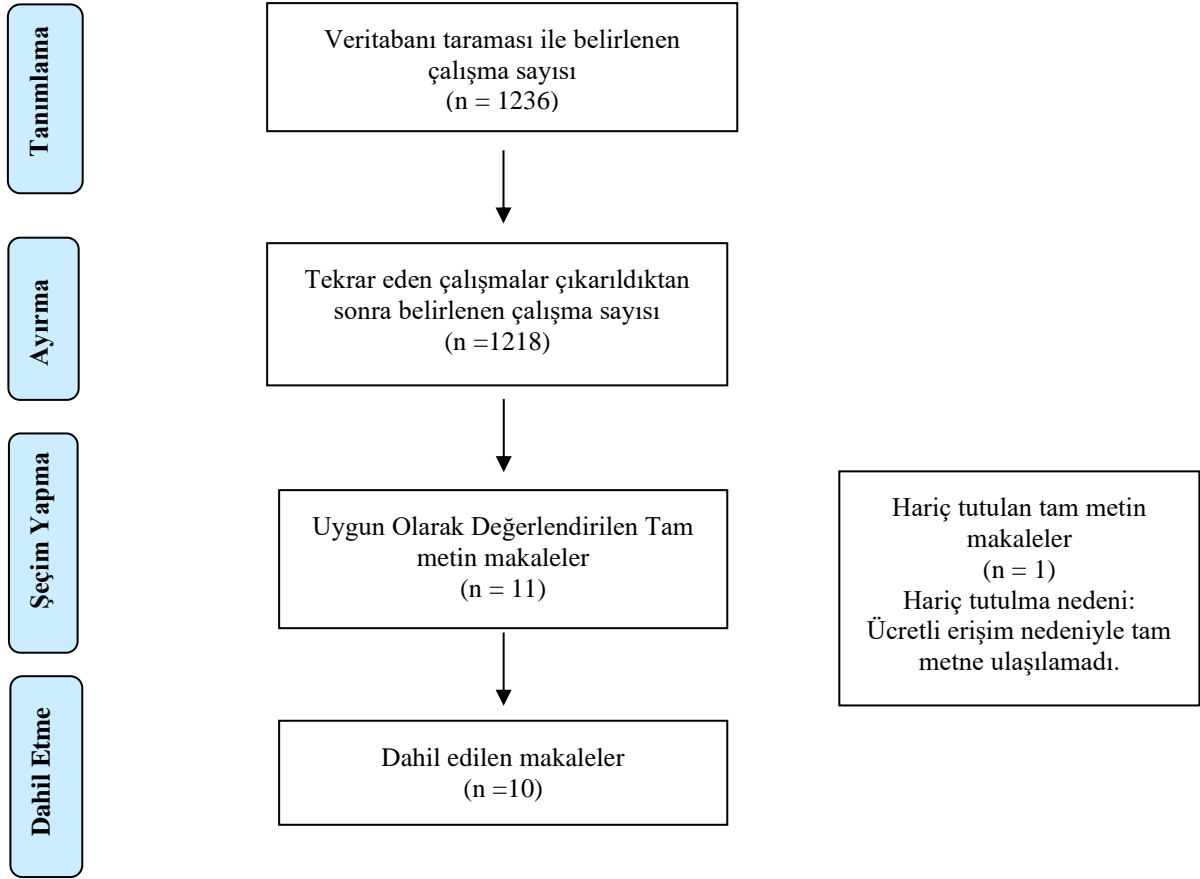 Tanımlama
Veritabanı taraması ile belirlenen
çalışma sayısı
(n = 1236)
Ayırma
Tekrar eden çalışmalar çıkarıldıktan
sonra belirlenen çalışma sayısı
(n =1218)
Şeçim Yapma
Uygun Olarak Değerlendirilen Tam
metin makaleler
(n = 11)
Hariç tutulan tam metin
makaleler
(n = 1)
Hariç tutulma nedeni:
Ücretli erişim nedeniyle tam
metne ulaşılamadı.
Dahil Etme
Dahil edilen makaleler
(n =10)